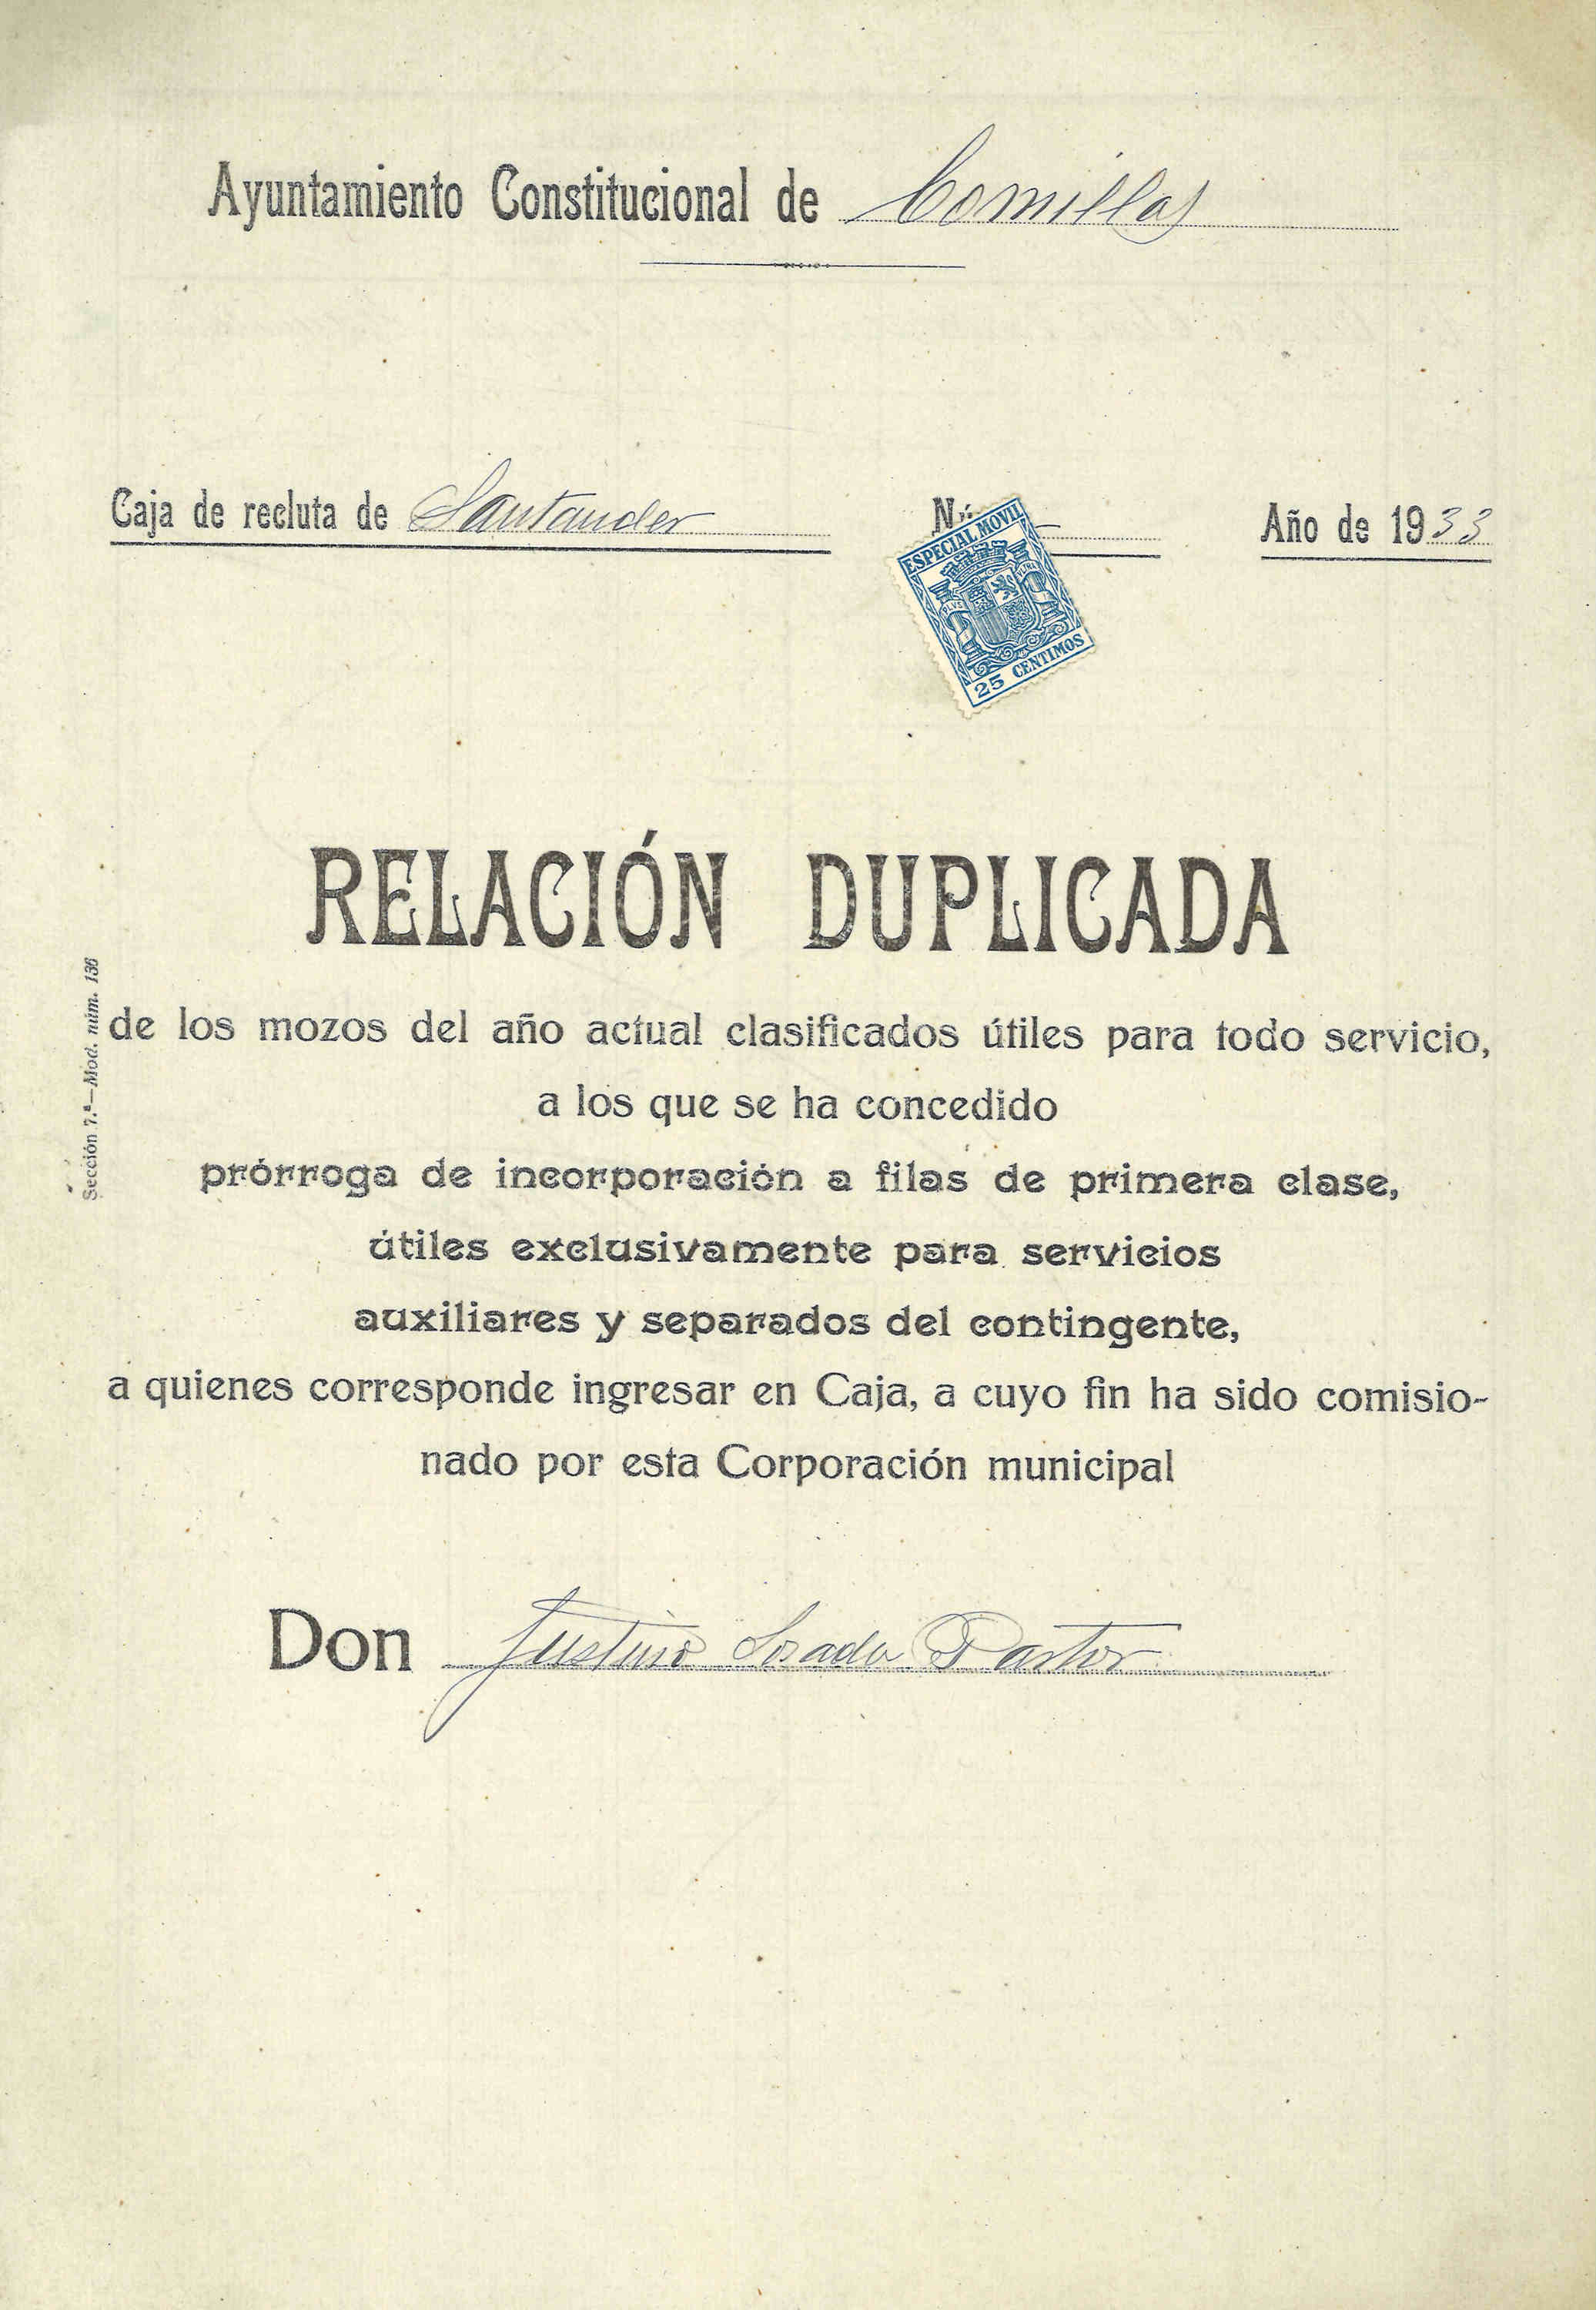 Ayuntamiento Constitucional de Comillas
Caja de recluta de Santander Nú Año de 1933
ESPECIAL MOVIL
PLVS VLTRA
25 CENTIMOS
RELACIÓN DUPLICADA
de los mozos del año actual clasificados útiles para todo servicio,
a los que se ha concedido
prórroga de incorporación a filas de primera clase,
útiles exclusivamente para servicios
auxiliares y separados del contingente,
a quienes corresponde ingresar en Caja, a cuyo fin ha sido comisio-
nado por esta Corporación municipal
Don Justino Losada Pastor
Sección 7.ª—Mod. núm. 136